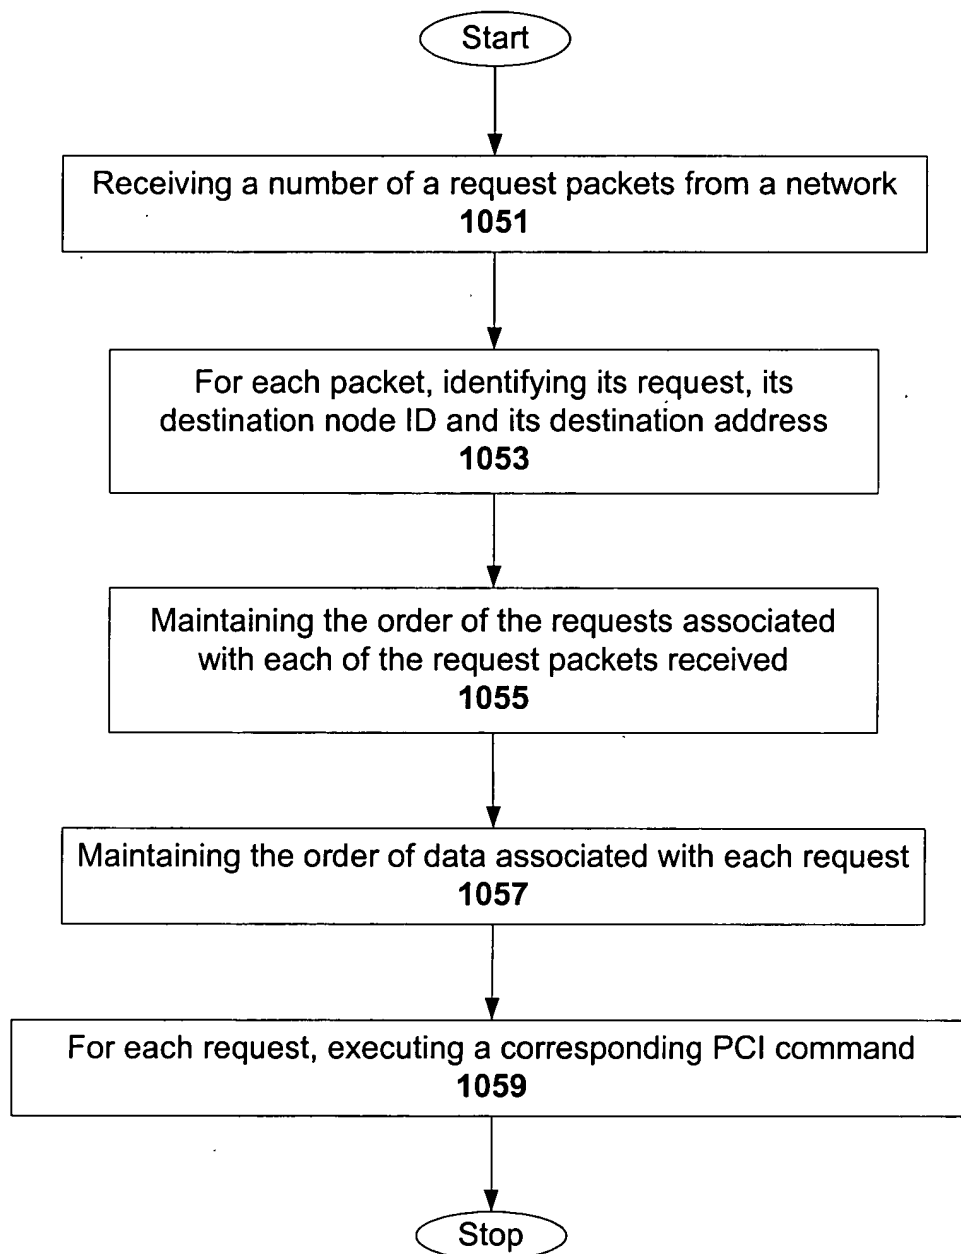 Start
Receiving a number of a request packets from a network
1051
For each packet, identifying its request, its
destination node ID and its destination address
1053
Maintaining the order of the requests associated
with each of the request packets received
1055
Maintaining the order of data associated with each request
1057
For each request, executing a corresponding PCI command
1059
Stop